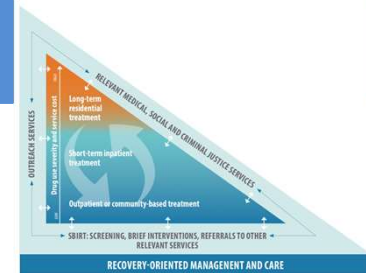 RELEVANT MEDICAL, SOCIAL AND CRIMINAL JUSTICE SERVICES
OUTREACH SERVICES
Drug use severity and service cost
Long-term
residential
treatment
Short-term inpatient
treatment
Outpatient or community-based treatment
SBIRT: SCREENING, BRIEF INTERVENTIONS, REFERRALS TO OTHER
RELEVANT SERVICES
RECOVERY-ORIENTED MANAGEMENT AND CARE